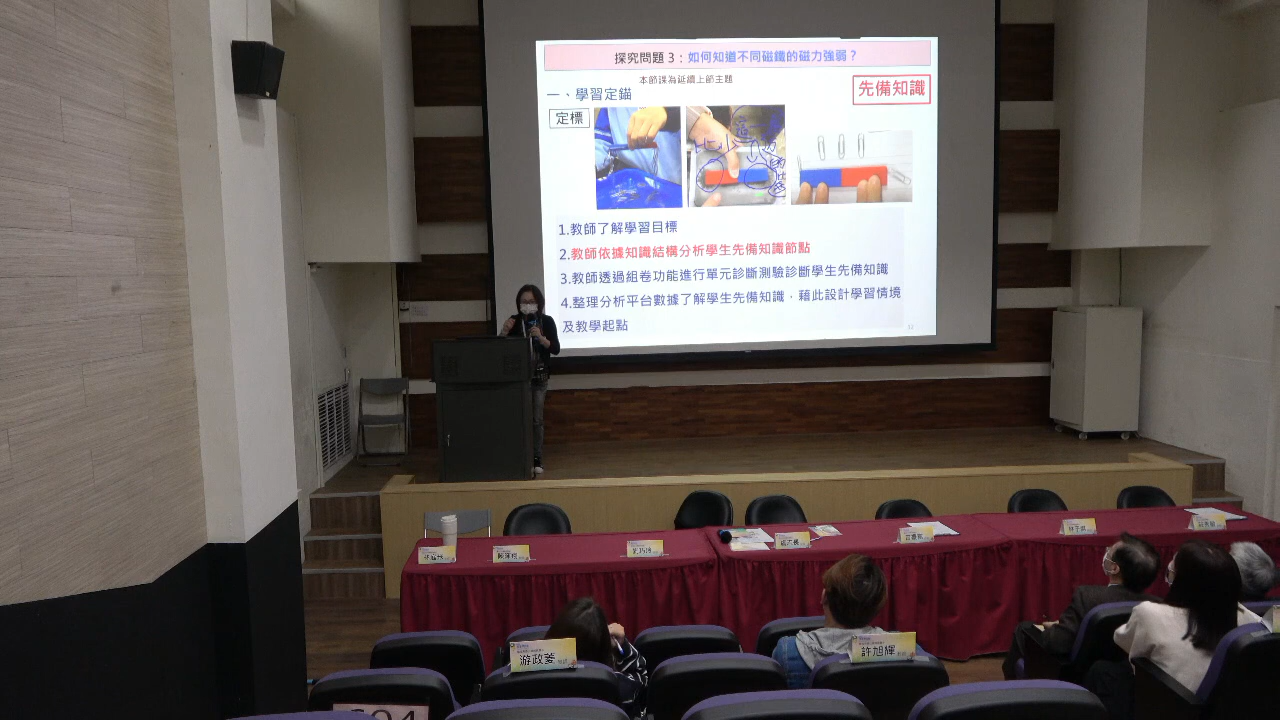 探究問題 3：如何知道不同磁鐵的磁力強弱？
本節課為延續上節主題
一、學習定錨
先備知識
定標
1.教師了解學習目標
2.教師依據知識結構分析學生先備知識節點
3.教師透過組卷功能進行單元診斷測驗診斷學生先備知識
4.整理分析平台數據了解學生先備知識，藉此設計學習情境
及教學起點
游政菱
許旭輝